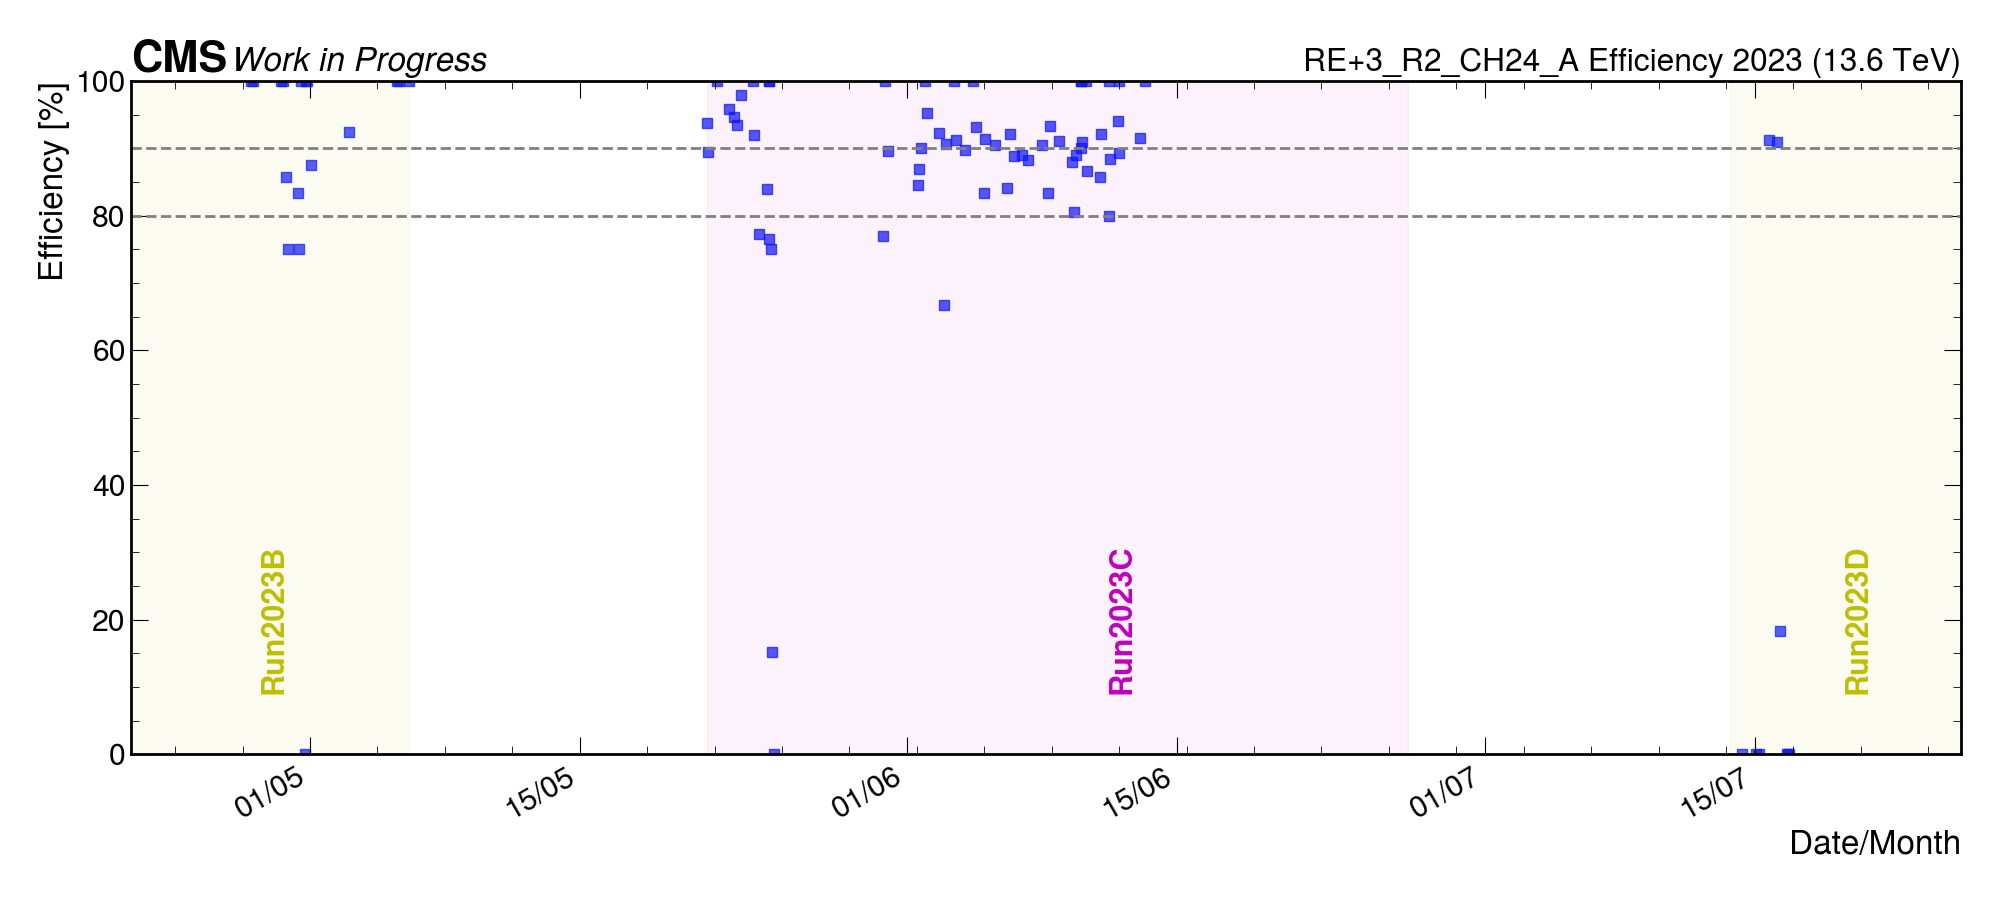 CMS Work in Progress
RE+3_R2_CH24_A Efficiency 2023 (13.6 TeV)
Efficiency [%]
100
80
60
40
20
0
Run2023B
Run2023C
Run2023D
01/05
15/05
01/06
15/06
01/07
15/07
Date/Month